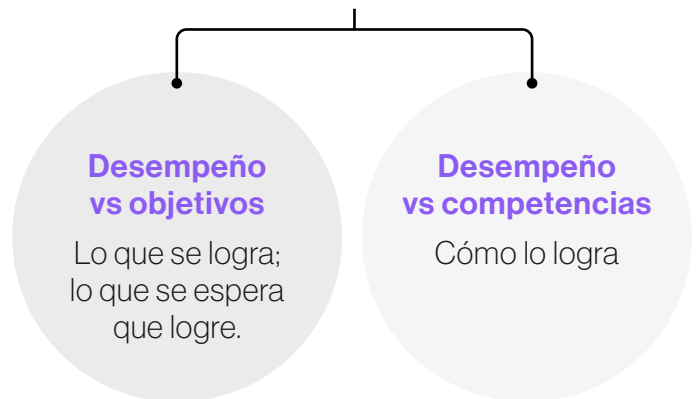 Desempeño
vs objetivos
Lo que se logra;
lo que se espera
que logre.
Desempeño
vs competencias
Cómo lo logra